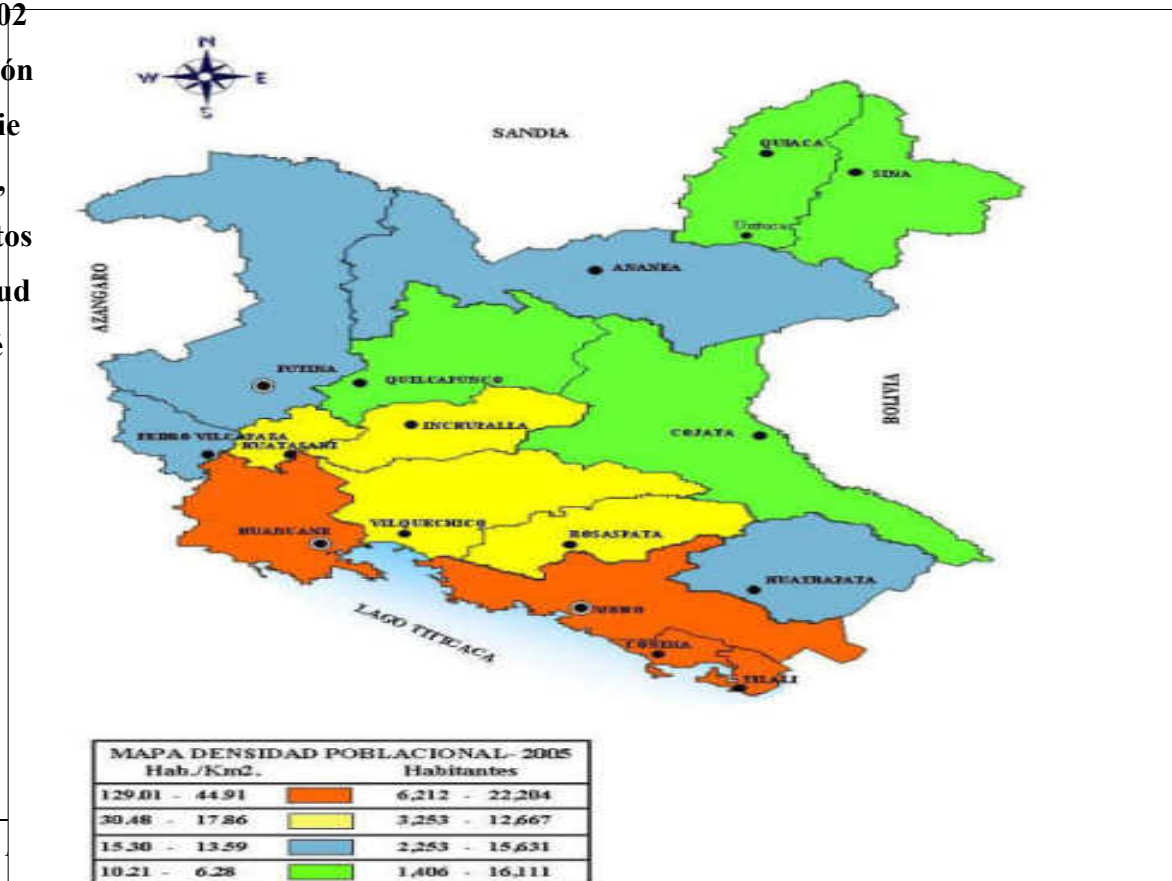 02
ón
ie
,
tos
ud
é
N
W E
S
SANDIA
QUIACA
SINA
ANANEA
AZANGARO
PUTINA
QUILCAPUNCO
BOLIVIA
INCHUPALLA
COJATA
PEDRO VILCAPAZA
HUATASANI
HUANCANE
VILQUECHICO
ROSASPATA
HUAYRAPATA
MOHO
LAGO TITICACA
CONIMA
TILALI
MAPA DENSIDAD POBLACIONAL- 2005
Hab./Km2. Habitantes
129.01 - 44.91 6,212 - 22,204
30.48 - 17.86 3,253 - 12,667
15.30 - 13.59 2,253 - 15,631
10.21 - 6.28 1,406 - 16,111